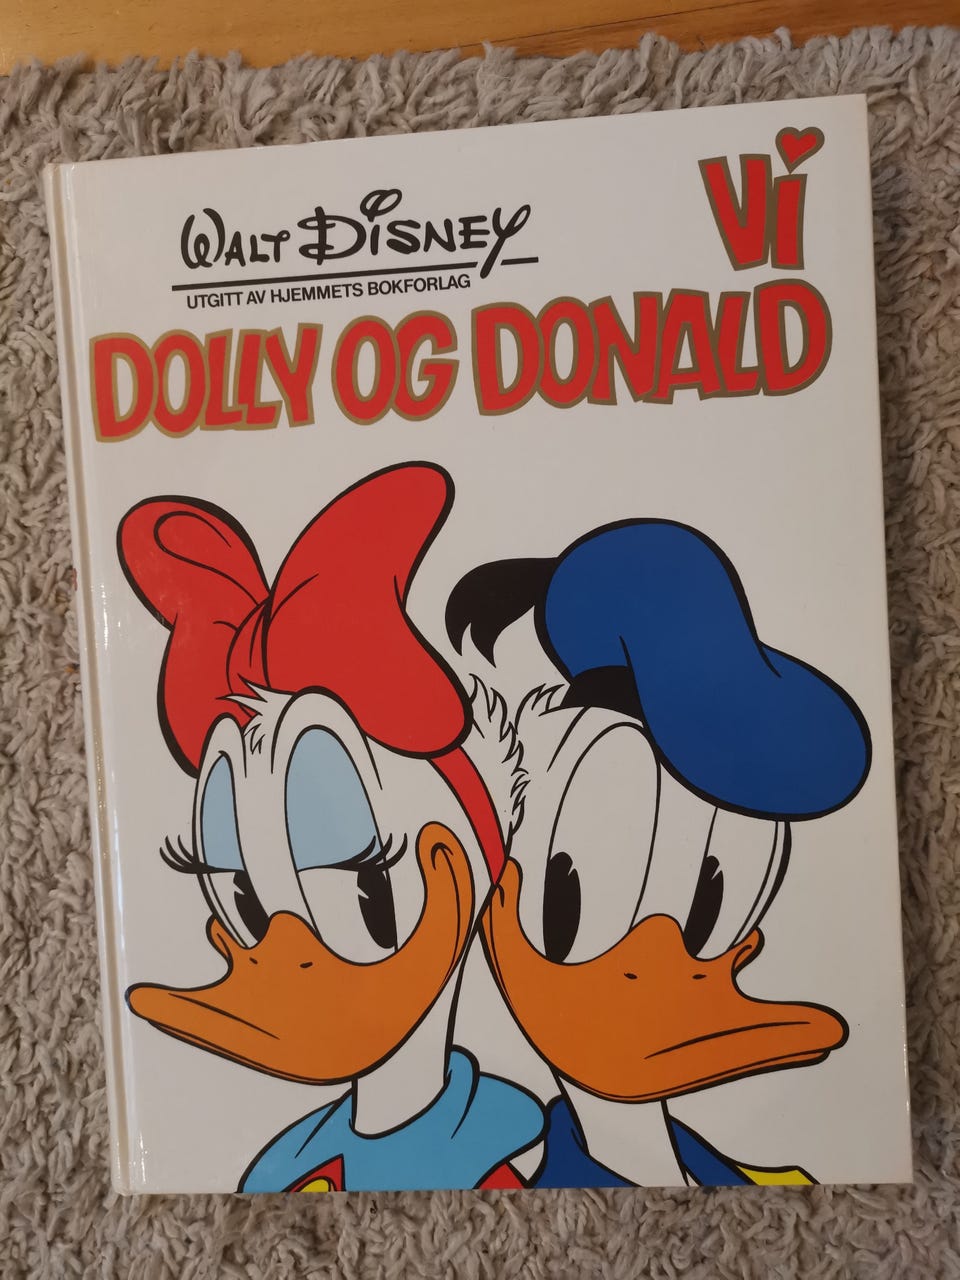 Vi
WALT DISNEY
UTGITT AV HJEMMETS BOKFORLAG
DOLLY OG DONALD